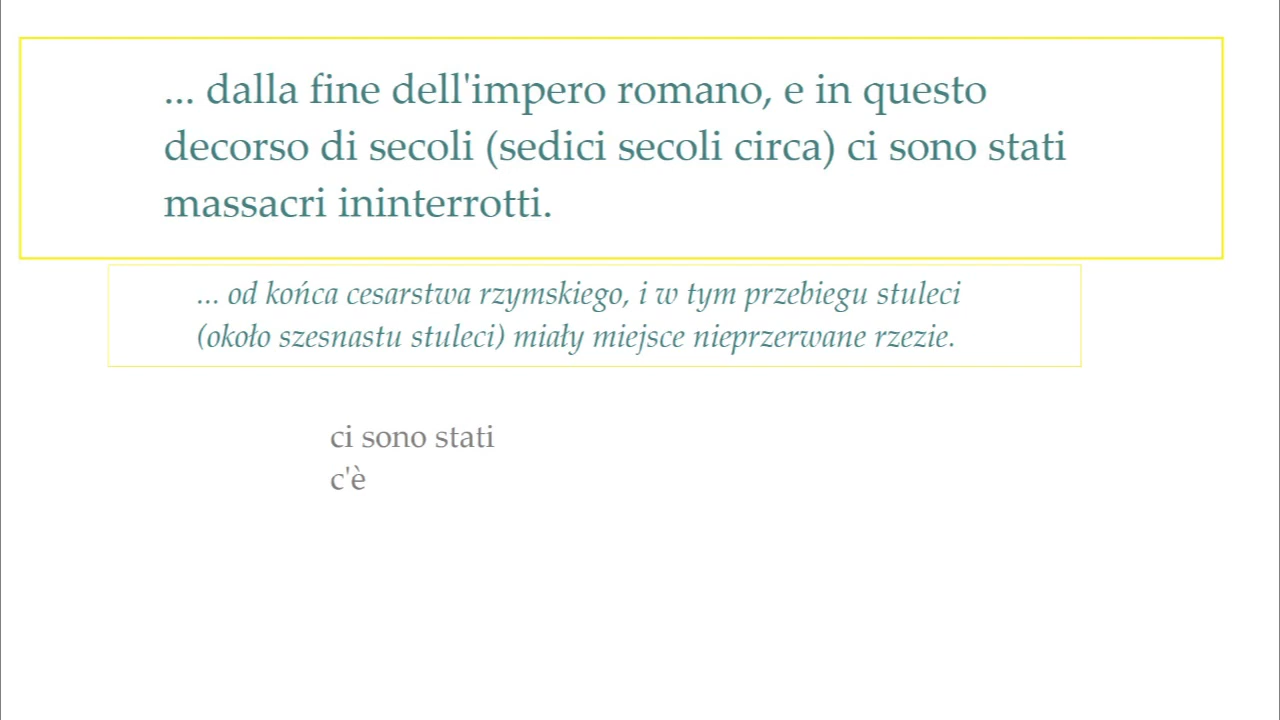 ... dalla fine dell'impero romano, e in questo
decorso di secoli (sedici secoli circa) ci sono stati
massacri ininterrotti.
... od końca cesarstwa rzymskiego, i w tym przebiegu stuleci
(około szesnastu stuleci) miały miejsce nieprzerwane rzezie.
ci sono stati
c'è